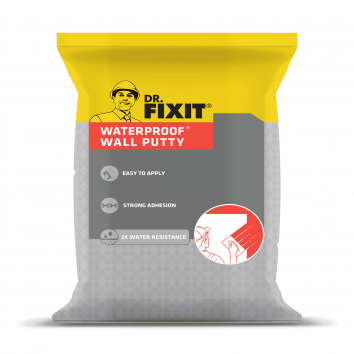 DR.
FIXIT®
WATERPROOF®
WALL PUTTY
EASY TO APPLY
STRONG ADHESION
2X WATER RESISTANCE